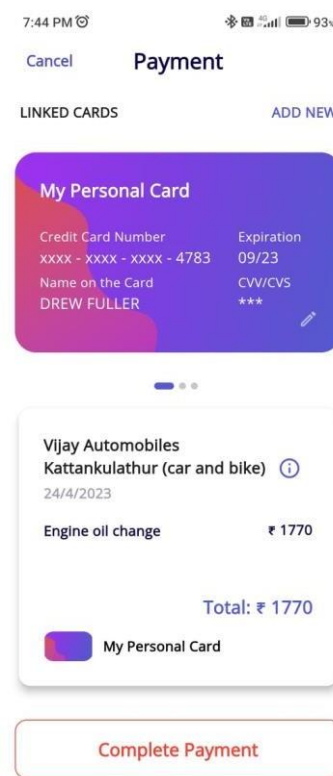 7:44 PM
4G 93%
Cancel Payment
LINKED CARDS ADD NEW
My Personal Card
Credit Card Number Expiration
xxxx - xxxx - xxxx - 4783 09/23
Name on the Card CVV/CVS
DREW FULLER ***
Vijay Automobiles
Kattankulathur (car and bike)
24/4/2023
Engine oil change ₹ 1770
Total: ₹ 1770
My Personal Card
Complete Payment